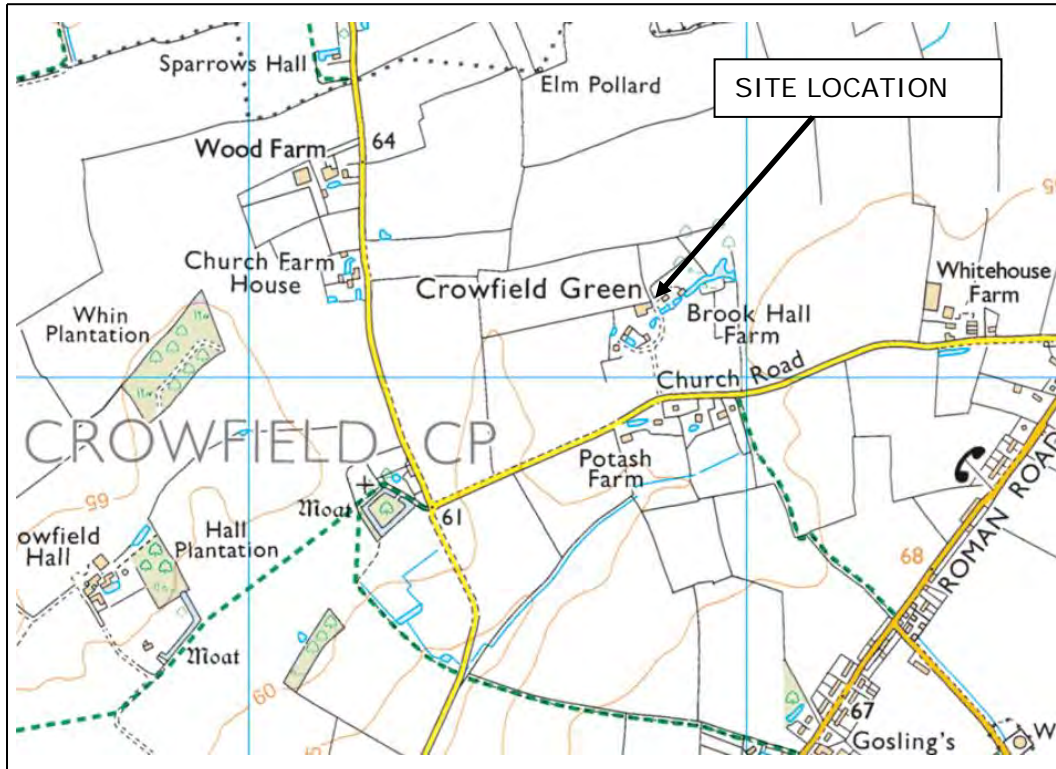 Sparrows Hall
Elm Pollard
SITE LOCATION
Wood Farm
64
Church Farm
House
Crowfield Green
Whitehouse
Farm
Whin
Plantation
Brook Hall
Farm
Church Road
CROWFIELD CP
65
Potash
Farm
Moat
61
owfield
Hall
Hall
Plantation
68
ROMAN ROAD
Moat
60
67
Gosling's
W